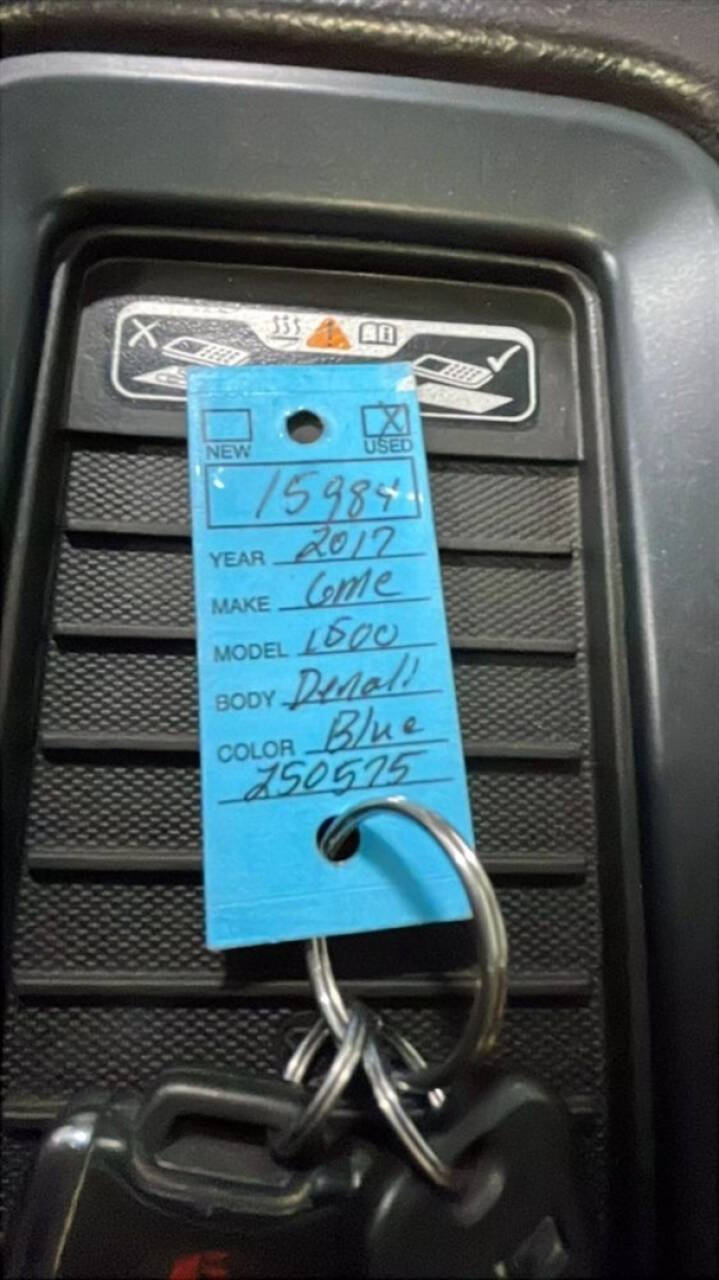 X
NEW USED
15984
YEAR 2017
MAKE GMC
MODEL 1500
BODY Denali
COLOR Blue
250575